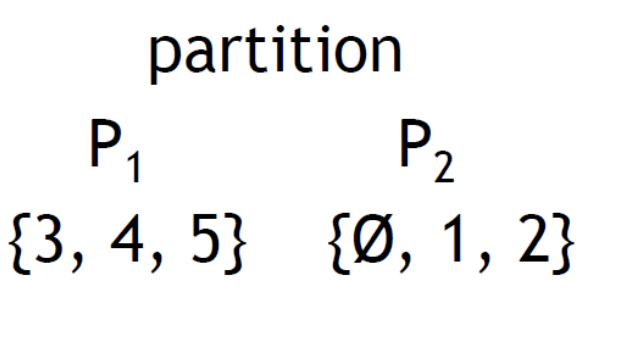 partition
P₁ P₂
{3, 4, 5} {Ø, 1, 2}